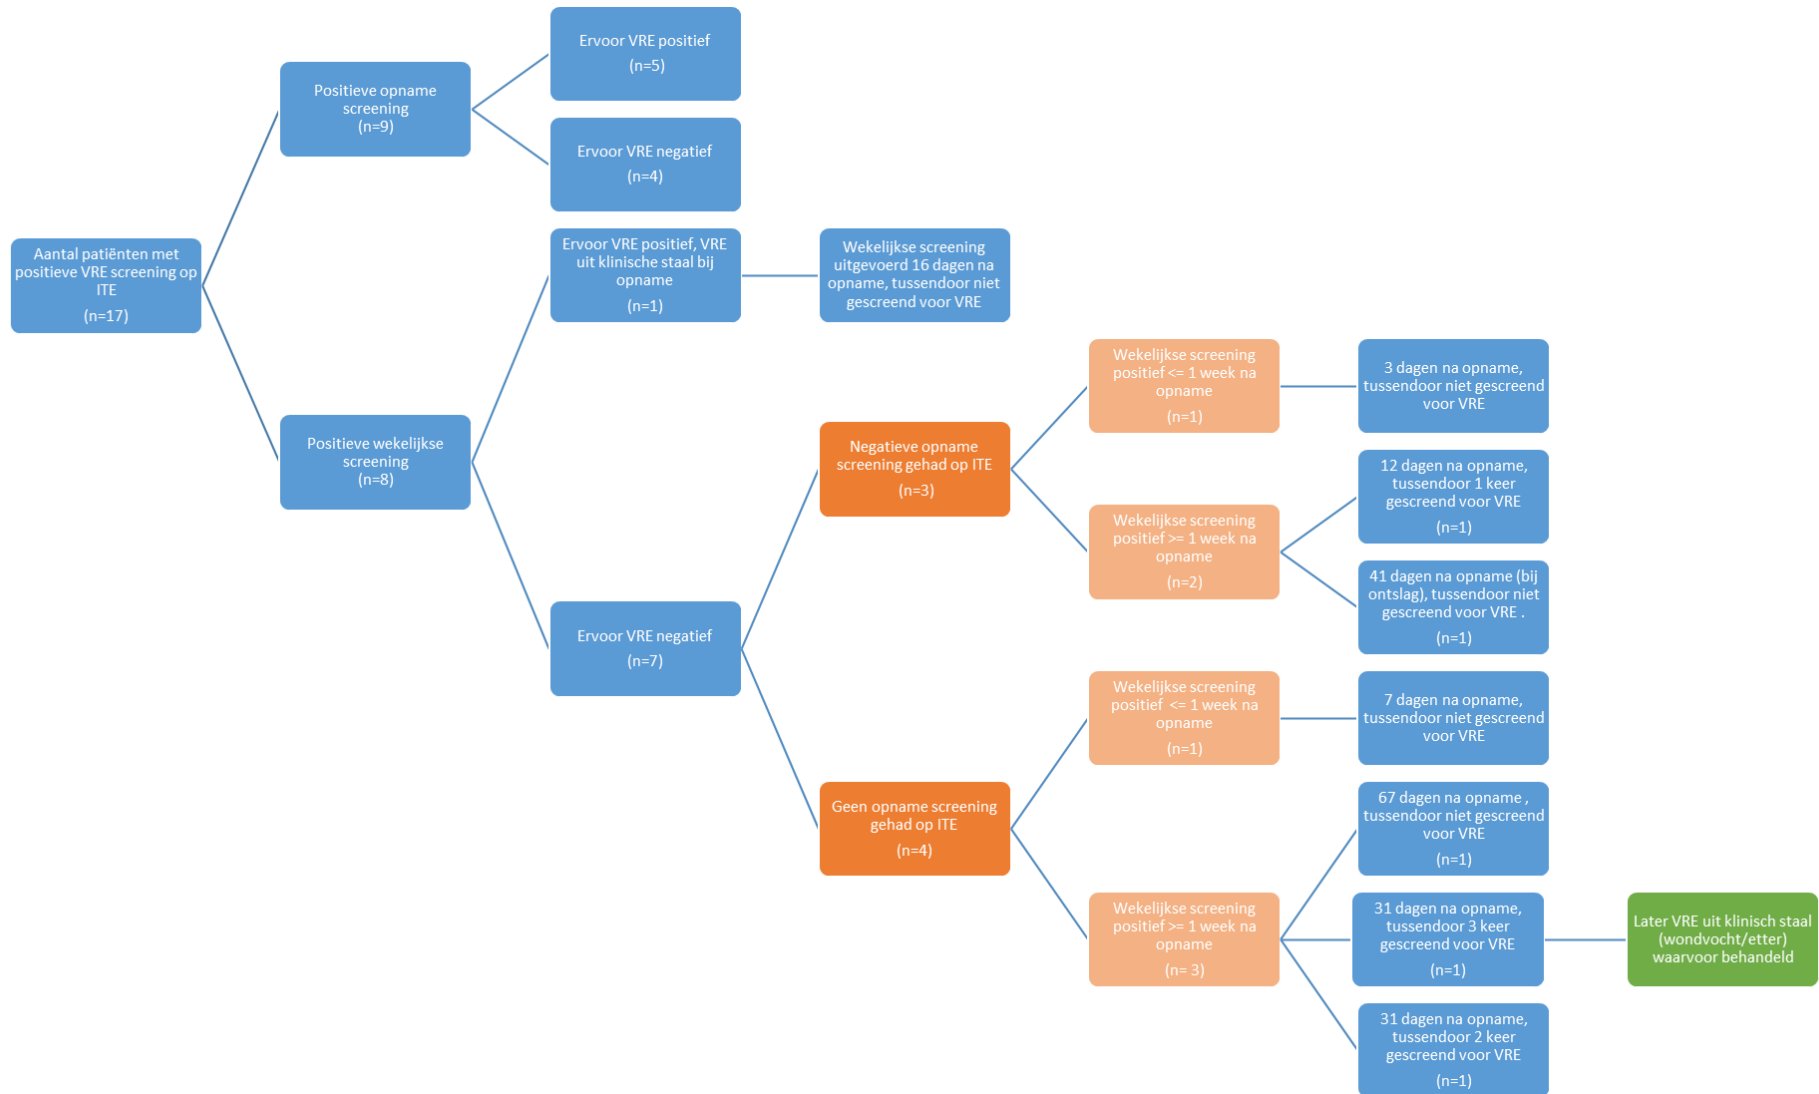 Aantal patiënten met
positieve VRE screening op
ITE
(n=17)
Positieve opname
screening
(n=9)
Ervoor VRE positief
(n=5)
Ervoor VRE negatief
(n=4)
Positieve wekelijkse
screening
(n=8)
Ervoor VRE positief, VRE
uit klinische staal bij
opname
(n=1)
Wekelijkse screening
uitgevoerd 16 dagen na
opname, tussendoor niet
gescreend voor VRE
Ervoor VRE negatief
(n=7)
Negatieve opname
screening gehad op ITE
(n=3)
Wekelijkse screening
positief <= 1 week na
opname
(n=1)
3 dagen na opname,
tussendoor niet gescreend
voor VRE
Wekelijkse screening
positief >= 1 week na
opname
(n=2)
12 dagen na opname,
tussendoor 1 keer
gescreend voor VRE
(n=1)
41 dagen na opname (bij
ontslag), tussendoor niet
gescreend voor VRE .
(n=1)
Geen opname screening
gehad op ITE
(n=4)
Wekelijkse screening
positief <= 1 week na
opname
(n=1)
7 dagen na opname,
tussendoor niet gescreend
voor VRE
Wekelijkse screening
positief >= 1 week na
opname
(n= 3)
67 dagen na opname ,
tussendoor niet gescreend
voor VRE
(n=1)
31 dagen na opname,
tussendoor 3 keer
gescreend voor VRE
(n=1)
Later VRE uit klinisch staal
(wondvocht/etter)
waarvoor behandeld
31 dagen na opname,
tussendoor 2 keer
gescreend voor VRE
(n=1)